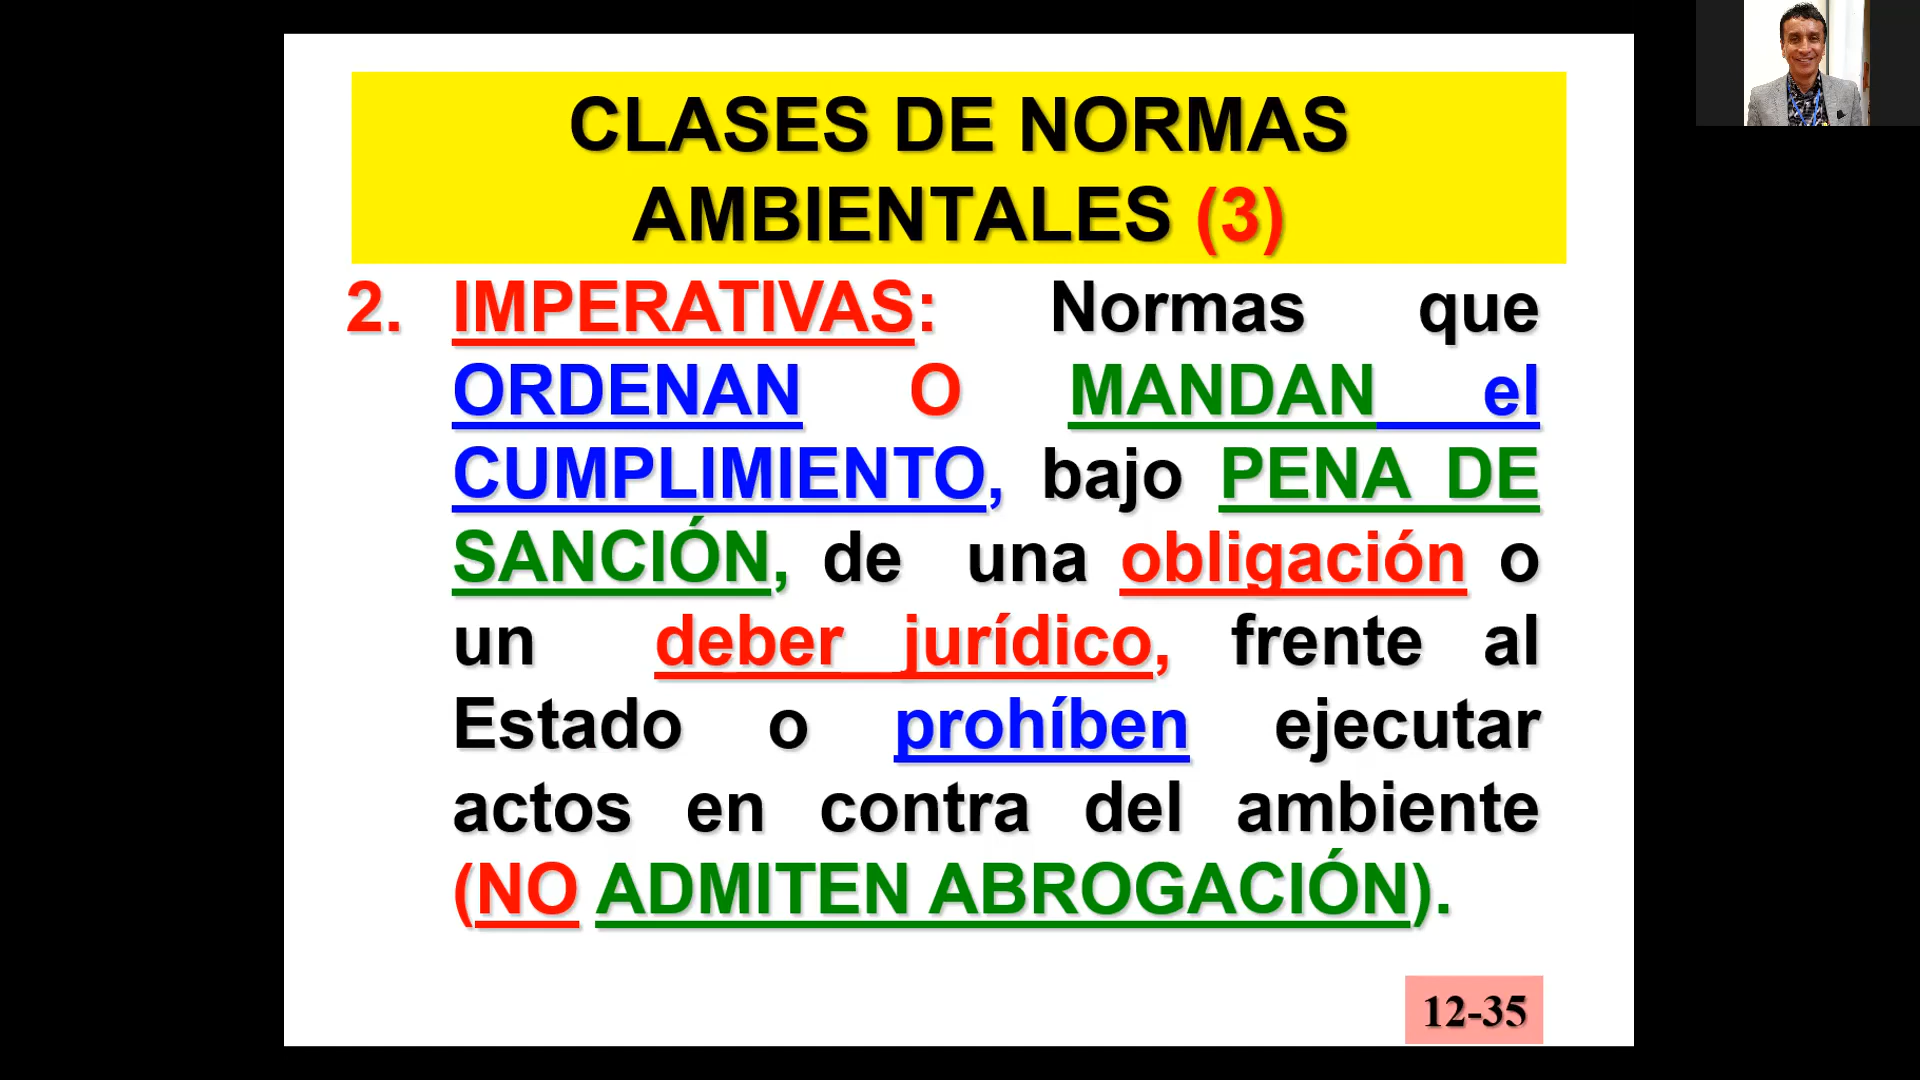 CLASES DE NORMAS
AMBIENTALES (3)
2. IMPERATIVAS: Normas que
ORDENAN O MANDAN el
CUMPLIMIENTO, bajo PENA DE
SANCIÓN, de una obligación o
un deber jurídico, frente al
Estado o prohíben ejecutar
actos en contra del ambiente
(NO ADMITEN ABROGACIÓN).
12-35